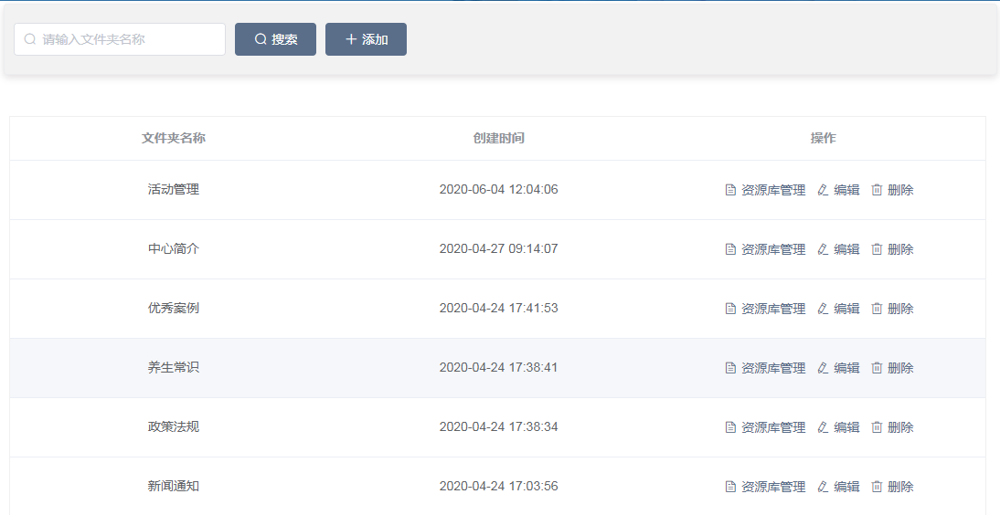 请输入文件夹名称 搜索 添加
文件夹名称 创建时间 操作
活动管理 2020-06-04 12:04:06 资源库管理 编辑 删除
中心简介 2020-04-27 09:14:07 资源库管理 编辑 删除
优秀案例 2020-04-24 17:41:53 资源库管理 编辑 删除
养生常识 2020-04-24 17:38:41 资源库管理 编辑 删除
政策法规 2020-04-24 17:38:34 资源库管理 编辑 删除
新闻通知 2020-04-24 17:03:56 资源库管理 编辑 删除